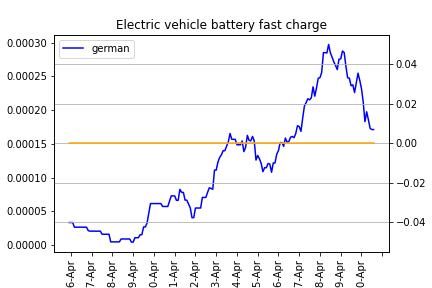 Electric vehicle battery fast charge
german
0.00030
0.00025
0.00020
0.00015
0.00010
0.00005
0.00000
0.04
0.02
0.00
−0.02
−0.04
6-Apr
7-Apr
8-Apr
9-Apr
0-Apr
1-Apr
2-Apr
3-Apr
4-Apr
5-Apr
6-Apr
7-Apr
8-Apr
9-Apr
0-Apr